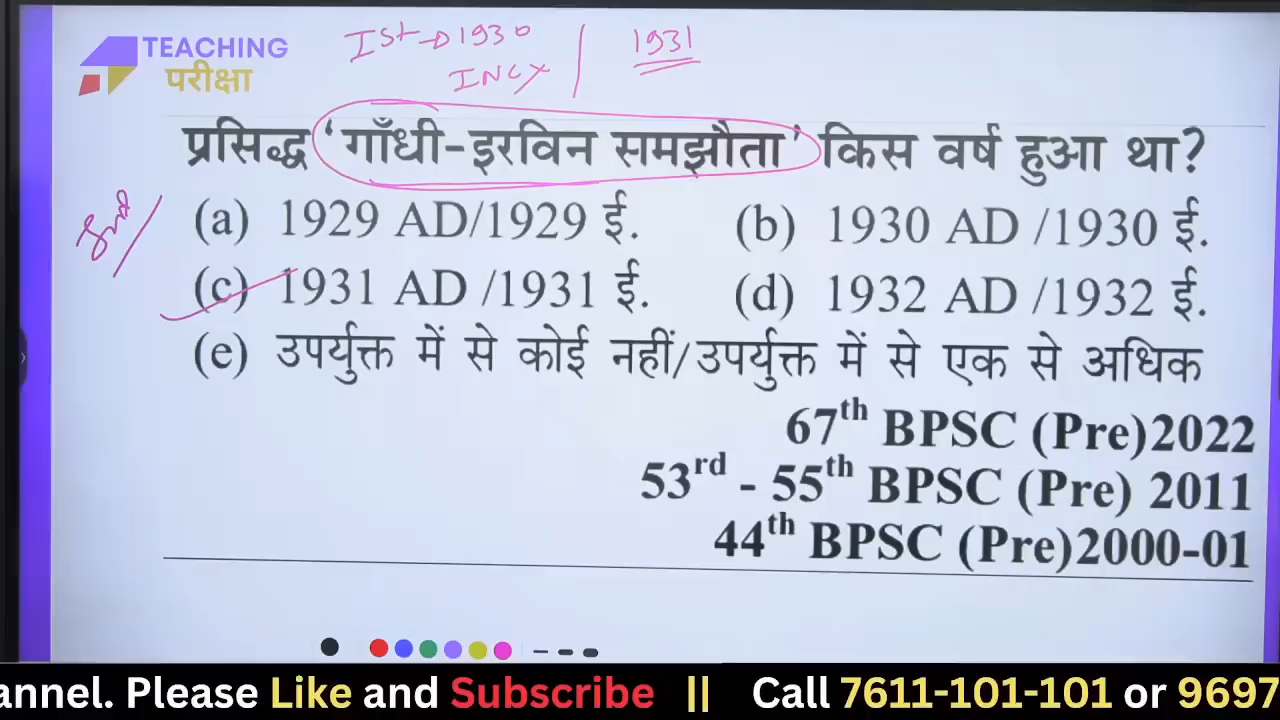 TEACHING
परीक्षा
Ist → 1930 | 1931
INC X
प्रसिद्ध 'गाँधी-इरविन समझौता' किस वर्ष हुआ था?
(a) 1929 AD/1929 ई. (b) 1930 AD /1930 ई.
(c) 1931 AD /1931 ई. (d) 1932 AD /1932 ई.
(e) उपर्युक्त में से कोई नहीं/उपर्युक्त में से एक से अधिक
67th BPSC (Pre)2022
53rd - 55th BPSC (Pre) 2011
44th BPSC (Pre)2000-01
annel. Please Like and Subscribe || Call 7611-101-101 or 9697